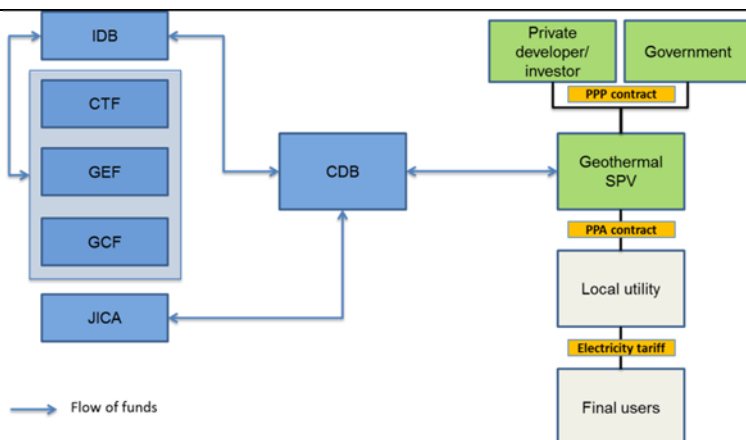 IDB
CTF
GEF
GCF
JICA
Flow of funds
CDB
Private
developer/
investor
Government
PPP contract
Geothermal
SPV
PPA contract
Local utility
Electricity tariff
Final users